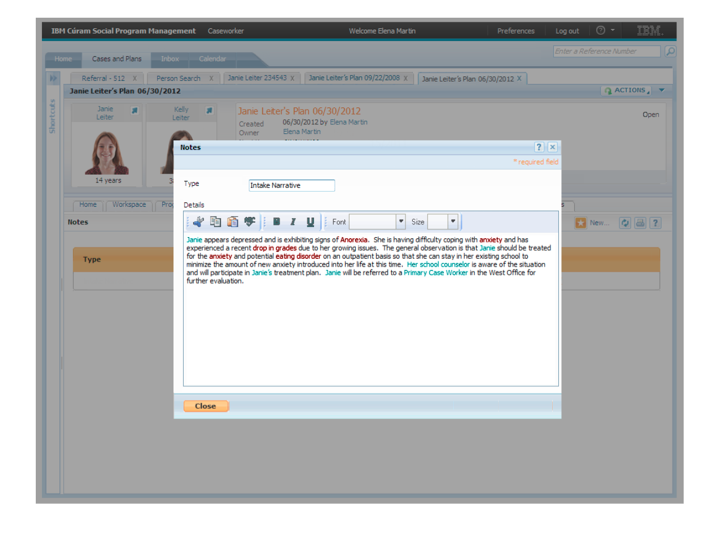 IBM Cúram Social Program Management Caseworker Welcome Elena Martin Preferences Log out IBM.
Home Cases and Plans Inbox Calendar Enter a Reference Number
Referral - 512 X Person Search X Janie Leiter 234543 X Janie Leiter's Plan 09/22/2008 X Janie Leiter's Plan 06/30/2012 X
Janie Leiter's Plan 06/30/2012 ACTIONS
Shortcuts
Janie Leiter
Kelly Leiter
Janie Leiter's Plan 06/30/2012
Created 06/30/2012 by Elena Martin
Owner Elena Martin
Open
14 years
Notes ? X
* required field
Type Intake Narrative
Details
B I U Font Size
Janie appears depressed and is exhibiting signs of Anorexia. She is having difficulty coping with anxiety and has
experienced a recent drop in grades due to her growing issues. The general observation is that Janie should be treated
for the anxiety and potential eating disorder on an outpatient basis so that she can stay in her existing school to
minimize the amount of new anxiety introduced into her life at this time. Her school counselor is aware of the situation
and will participate in Janie's treatment plan. Janie will be referred to a Primary Case Worker in the West Office for
further evaluation.
Close
Home Workspace
Notes New... ?
Type